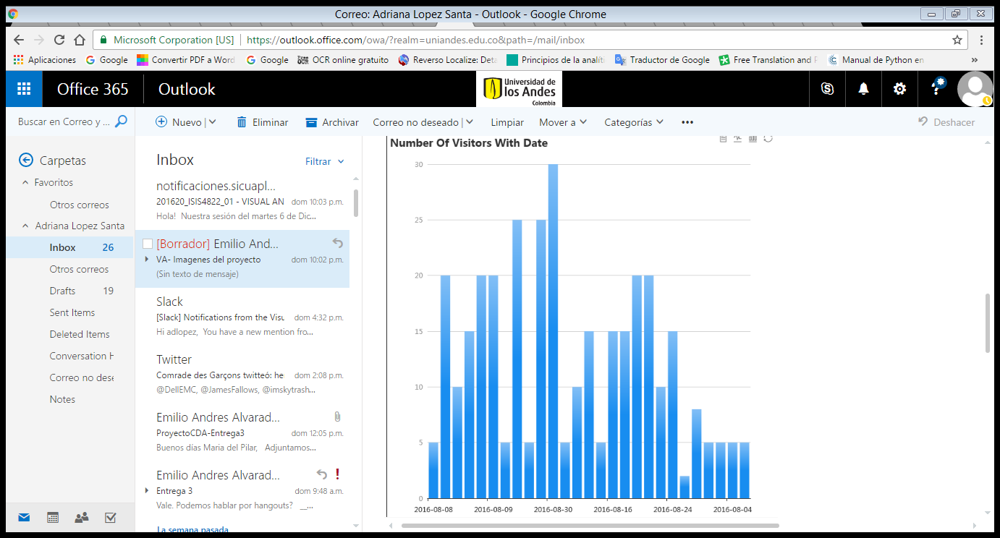 Correo: Adriana Lopez Santa - Outlook - Google Chrome
Microsoft Corporation [US] | https://outlook.office.com/owa/?realm=uniandes.edu.co&path=/mail/inbox
Aplicaciones Google Convertir PDF a Word Google OCR online gratuito Reverso Localize: Deta Principios de la analíti Traductor de Google Free Translation and P Manual de Python en »
Office 365 Outlook
Universidad de
los Andes
Colombia
Buscar en Correo y ... Nuevo | Eliminar Archivar Correo no deseado | Limpiar Mover a Categorías ••• Deshacer
Carpetas
Favoritos
Otros correos
Adriana Lopez Santa
Inbox 26
Otros correos
Drafts 19
Sent Items
Deleted Items
Conversation H
Correo no dese
Notes
Inbox Filtrar
notificaciones.sicuapl...
201620_ISIS4822_01 - VISUAL AN dom 10:03 p.m.
Hola! Nuestra sesión del martes 6 de Dic...
[Borrador] Emilio And...
VA- Imagenes del proyecto dom 10:02 p.m.
(Sin texto de mensaje)
Slack
[Slack] Notifications from the Visu dom 4:32 p.m.
Hi adlopez, You have a new mention fro...
Twitter
Comrade des Garçons twitteó: he dom 2:08 p.m.
@DellEMC, @JamesFallows, @imskytrash...
Emilio Andres Alvarad...
ProyectoCDA-Entrega3 dom 12:05 p.m.
Buenos días Maria del Pilar, Adjuntamos...
Emilio Andres Alvarad... !
Entrega 3 dom 9:48 a.m.
Vale. Podemos hablar por hangouts? __...
La semana pasada
Number Of Visitors With Date
30
25
20
15
10
5
0
2016-08-08 2016-08-09 2016-08-30 2016-08-16 2016-08-24 2016-08-04